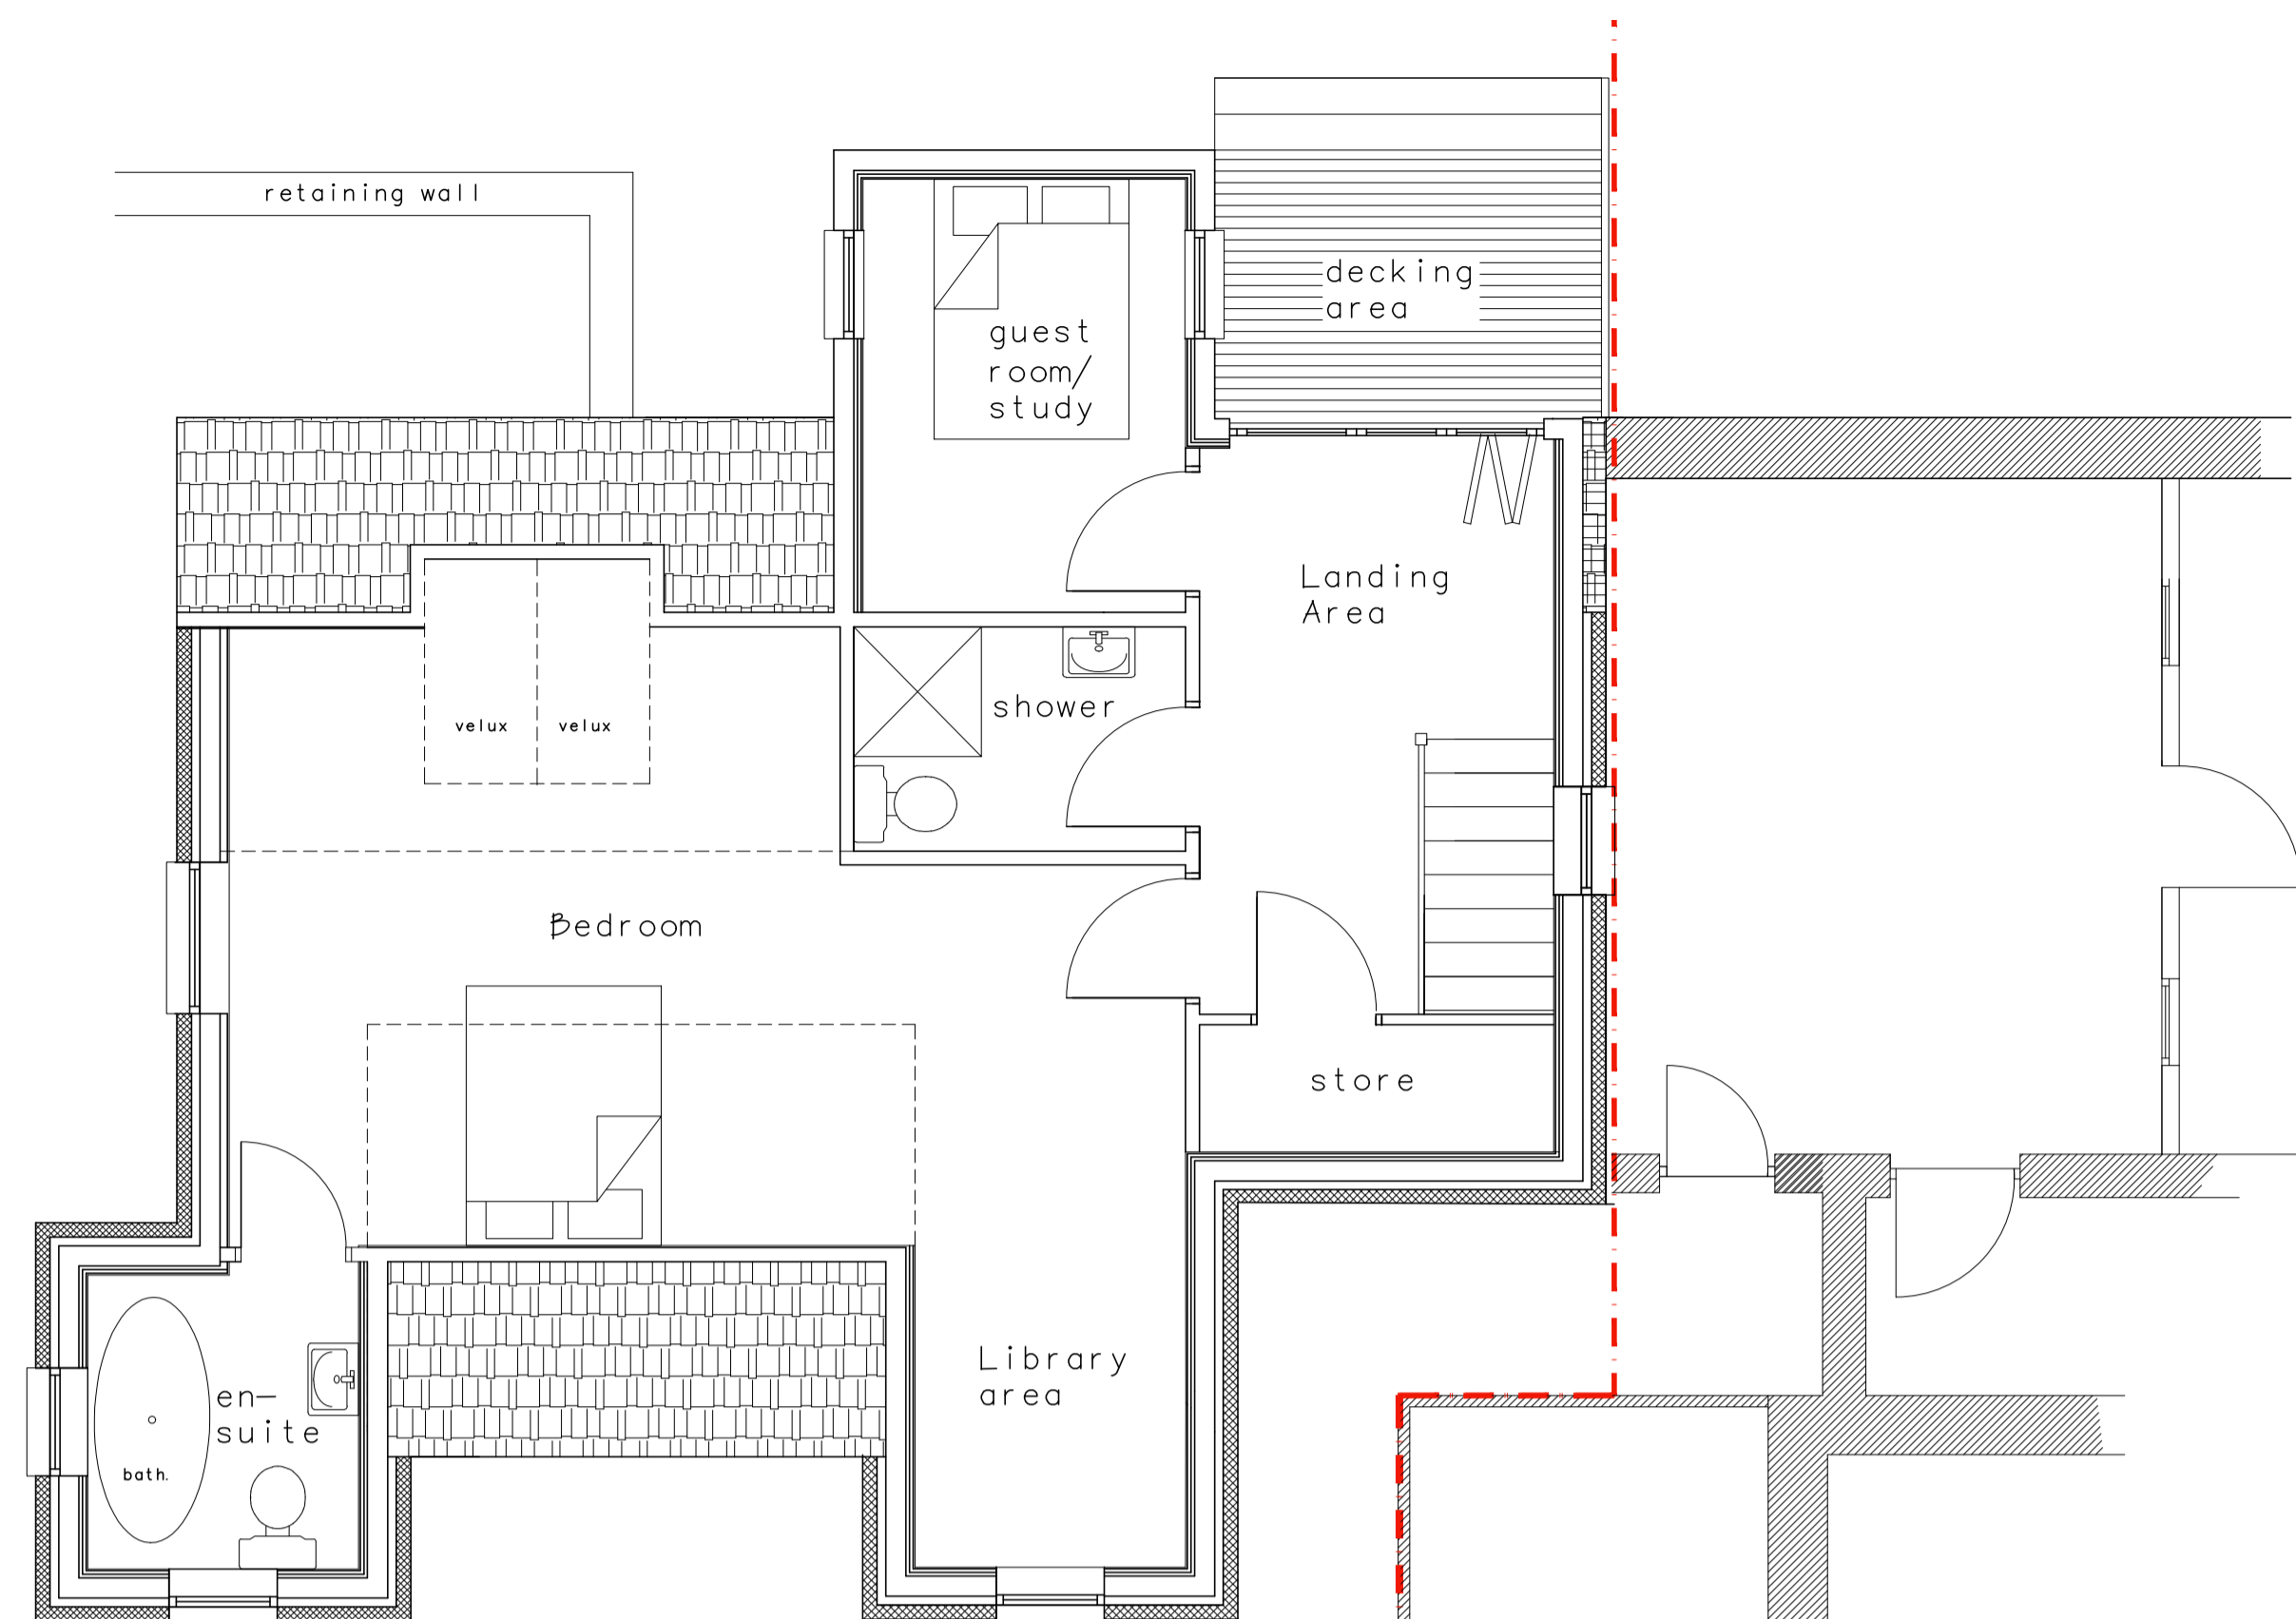 retaining wall
decking
area
guest
room/
study
Landing
Area
shower
velux
velux
Bedroom
store
Library
area
en-
suite
bath.